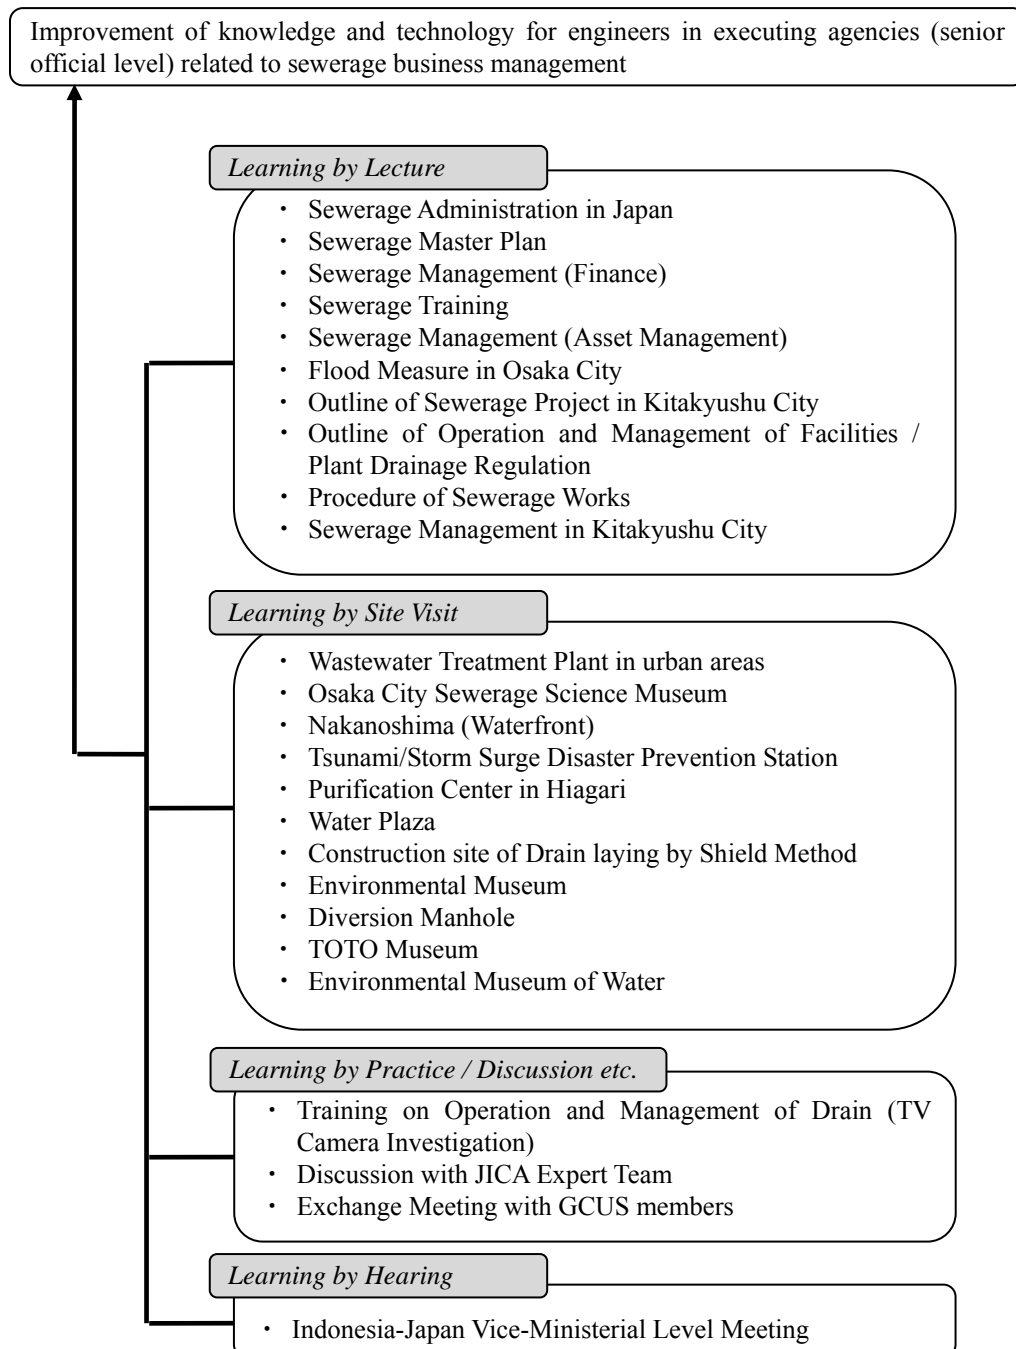 Improvement of knowledge and technology for engineers in executing agencies (senior
official level) related to sewerage business management
Learning by Lecture
・ Sewerage Administration in Japan
・ Sewerage Master Plan
・ Sewerage Management (Finance)
・ Sewerage Training
・ Sewerage Management (Asset Management)
・ Flood Measure in Osaka City
・ Outline of Sewerage Project in Kitakyushu City
・ Outline of Operation and Management of Facilities /
Plant Drainage Regulation
・ Procedure of Sewerage Works
・ Sewerage Management in Kitakyushu City
Learning by Site Visit
・ Wastewater Treatment Plant in urban areas
・ Osaka City Sewerage Science Museum
・ Nakanoshima (Waterfront)
・ Tsunami/Storm Surge Disaster Prevention Station
・ Purification Center in Hiagari
・ Water Plaza
・ Construction site of Drain laying by Shield Method
・ Environmental Museum
・ Diversion Manhole
・ TOTO Museum
・ Environmental Museum of Water
Learning by Practice / Discussion etc.
・ Training on Operation and Management of Drain (TV
Camera Investigation)
・ Discussion with JICA Expert Team
・ Exchange Meeting with GCUS members
Learning by Hearing
・ Indonesia-Japan Vice-Ministerial Level Meeting